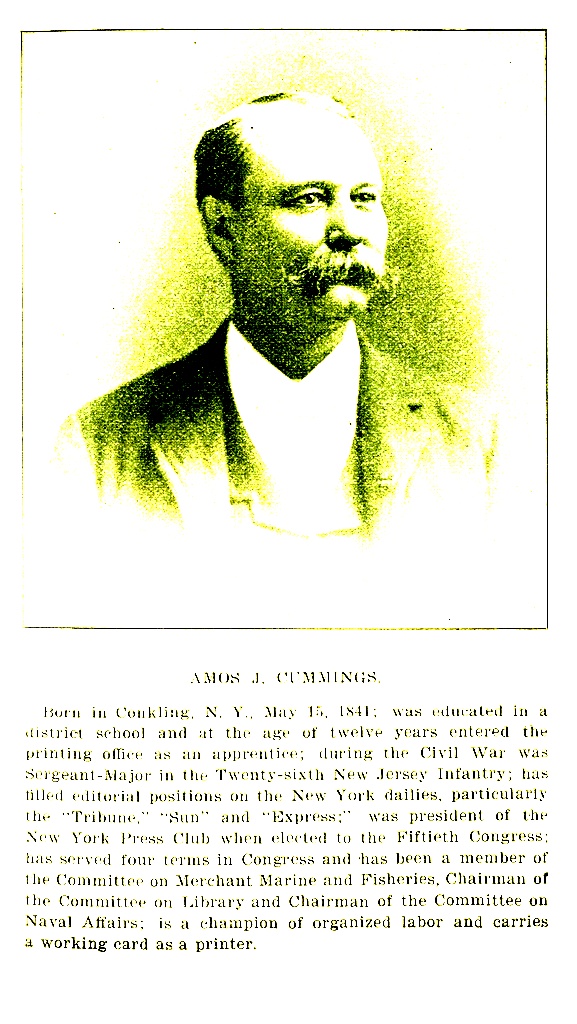 AMOS J. CUMMINGS.
Born in Conkling, N. Y., May 15, 1841; was educated in a
district school and at the age of twelve years entered the
printing office as an apprentice; during the Civil War was
Sergeant-Major in the Twenty-sixth New Jersey Infantry; has
filled editorial positions on the New York dailies, particularly
the "Tribune," "Sun" and "Express;" was president of the
New York Press Club when elected to the Fiftieth Congress;
has served four terms in Congress and has been a member of
the Committee on Merchant Marine and Fisheries, Chairman of
the Committee on Library and Chairman of the Committee on
Naval Affairs; is a champion of organized labor and carries
a working card as a printer.